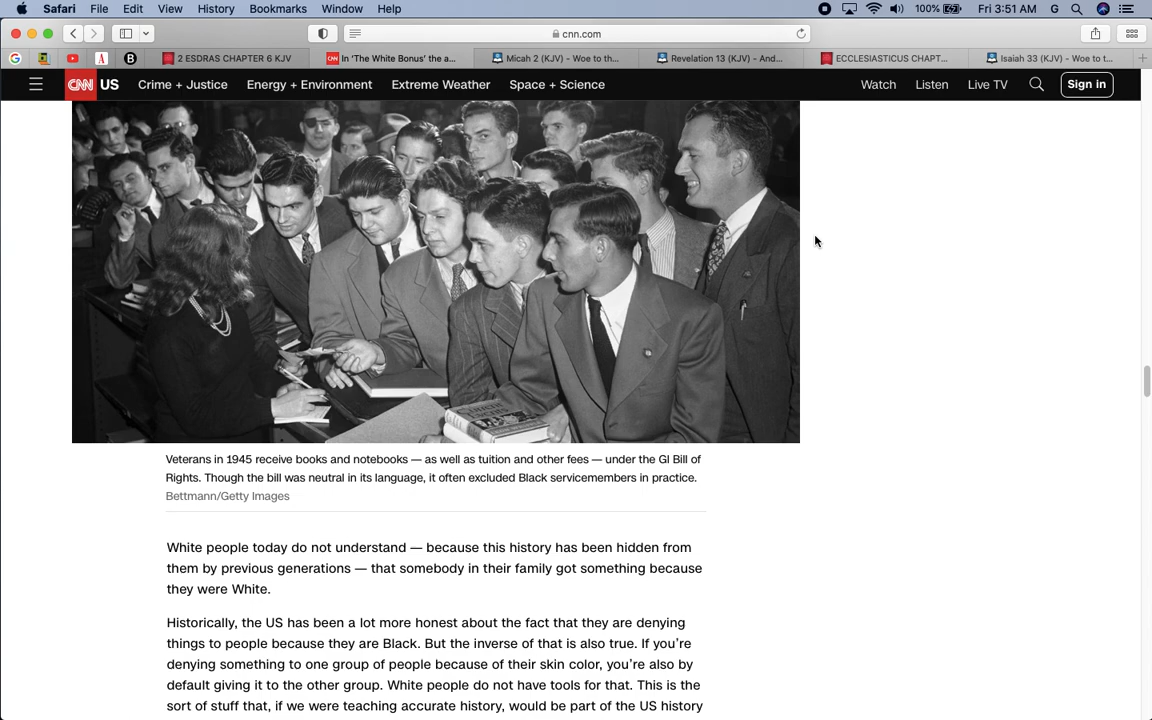 Safari File Edit View History Bookmarks Window Help 100% Fri 3:51 AM G
cnn.com
2 ESDRAS CHAPTER 6 KJV In ‘The White Bonus’ the a... Micah 2 (KJV) - Woe to th... Revelation 13 (KJV) - And... ECCLESIASTICUS CHAPT... Isaiah 33 (KJV) - Woe to t...
CNN US Crime + Justice Energy + Environment Extreme Weather Space + Science Watch Listen Live TV Sign in
Veterans in 1945 receive books and notebooks — as well as tuition and other fees — under the GI Bill of
Rights. Though the bill was neutral in its language, it often excluded Black servicemembers in practice.
Bettmann/Getty Images
White people today do not understand — because this history has been hidden from
them by previous generations — that somebody in their family got something because
they were White.
Historically, the US has been a lot more honest about the fact that they are denying
things to people because they are Black. But the inverse of that is also true. If you’re
denying something to one group of people because of their skin color, you’re also by
default giving it to the other group. White people do not have tools for that. This is the
sort of stuff that, if we were teaching accurate history, would be part of the US history